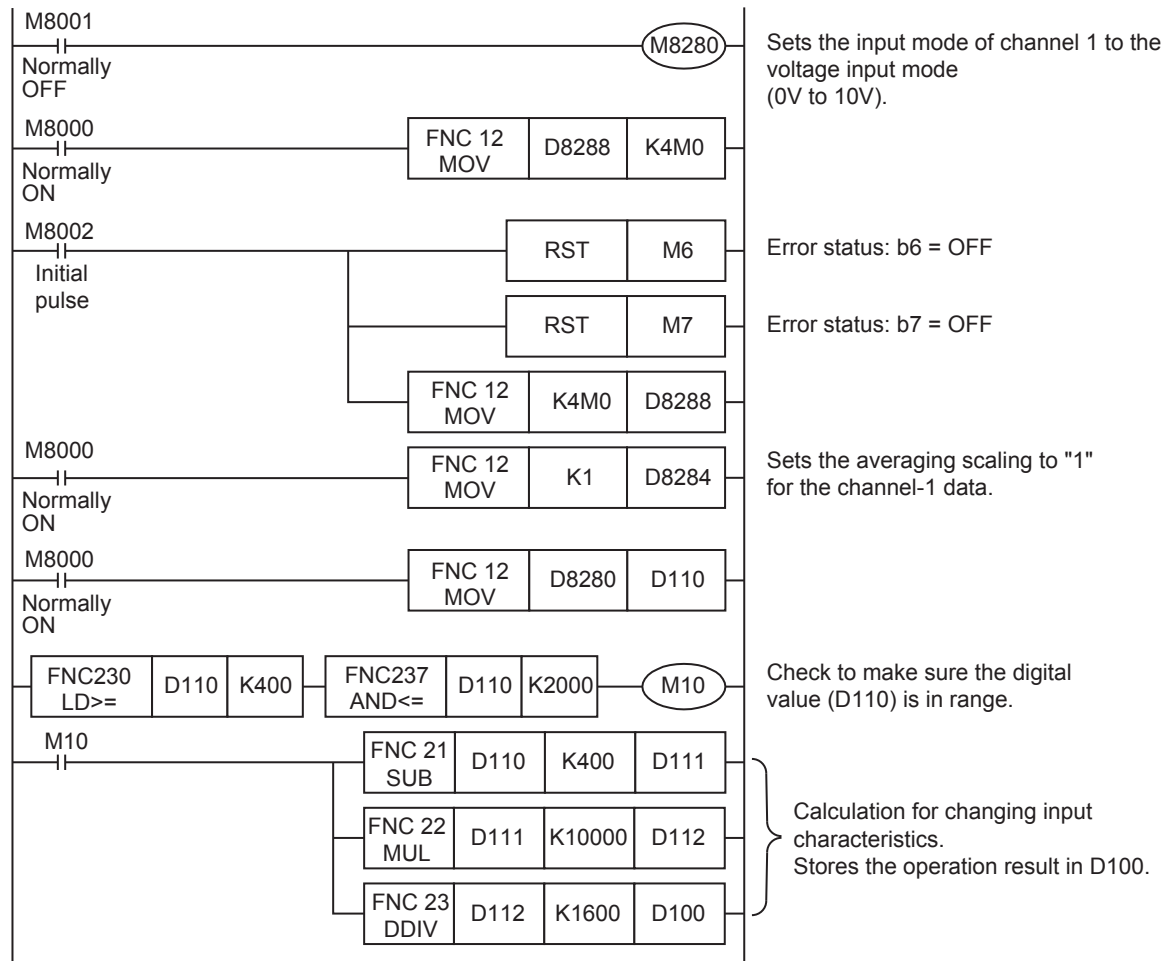 M8001
Normally
OFF
M8280
Sets the input mode of channel 1 to the
voltage input mode
(0V to 10V).
M8000
Normally
ON
FNC 12
MOV
D8288
K4M0
M8002
Initial
pulse
RST
M6
Error status: b6 = OFF
RST
M7
Error status: b7 = OFF
FNC 12
MOV
K4M0
D8288
M8000
Normally
ON
FNC 12
MOV
K1
D8284
Sets the averaging scaling to "1"
for the channel-1 data.
M8000
Normally
ON
FNC 12
MOV
D8280
D110
FNC230
LD>=
D110
K400
FNC237
AND<=
D110
K2000
M10
Check to make sure the digital
value (D110) is in range.
M10
FNC 21
SUB
D110
K400
D111
FNC 22
MUL
D111
K10000
D112
FNC 23
DDIV
D112
K1600
D100
Calculation for changing input
characteristics.
Stores the operation result in D100.